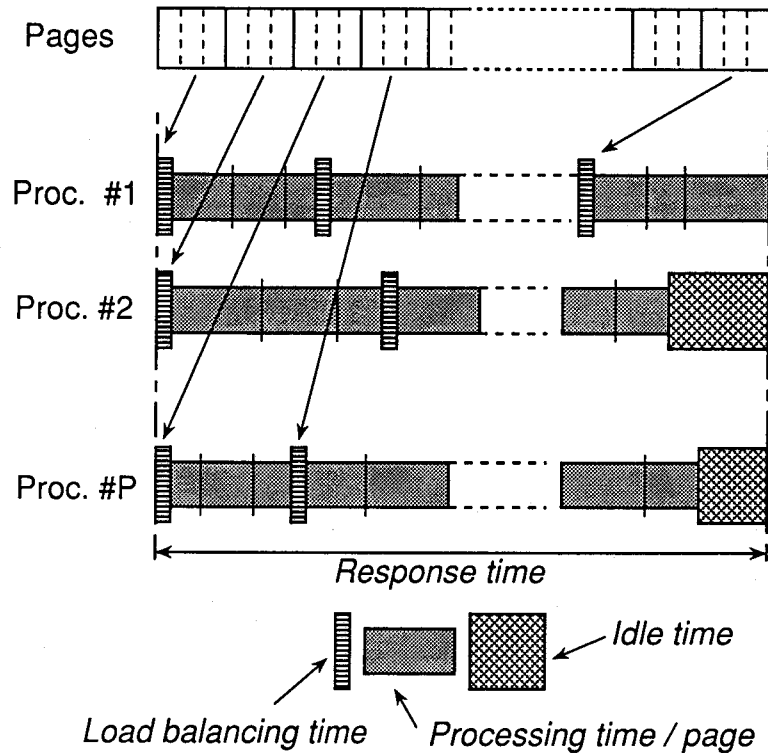 Pages
Proc. #1
Proc. #2
Proc. #P
Response time
Idle time
Load balancing time
Processing time / page